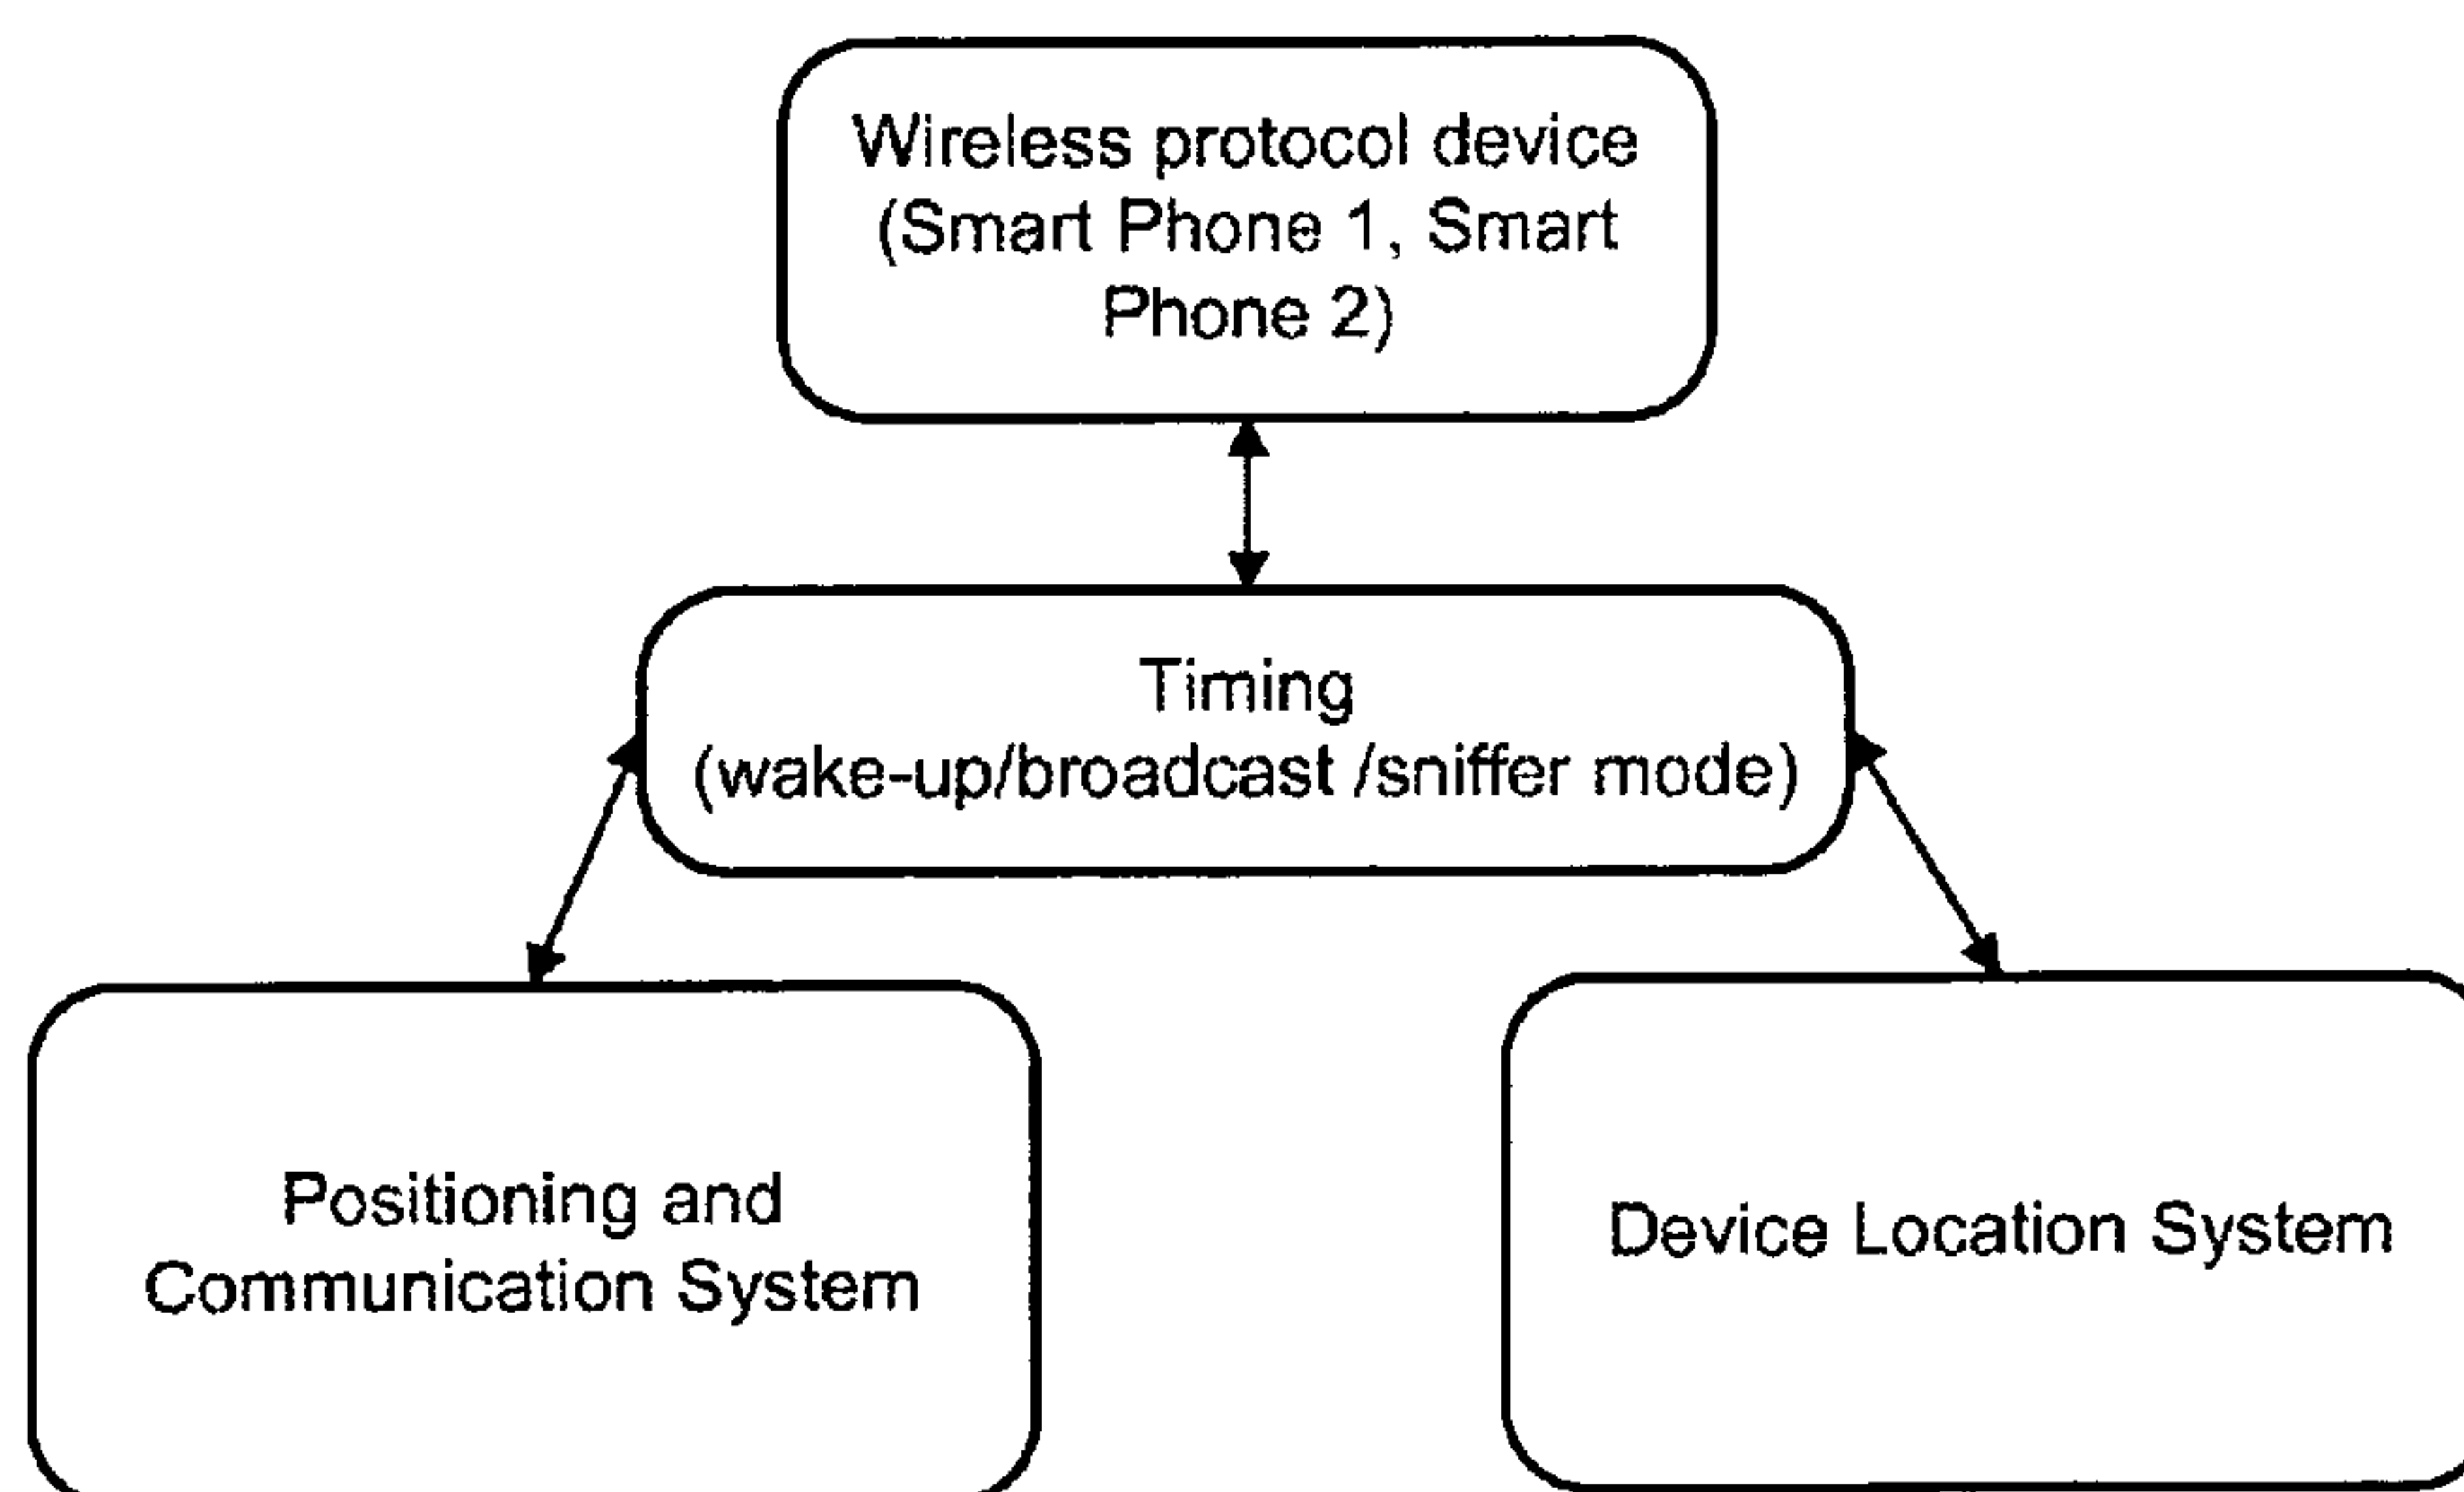 Wireless protocol device
(Smart Phone 1, Smart
Phone 2)
Timing
(wake-up/broadcast /sniffer mode)
Positioning and
Communication System
Device Location System